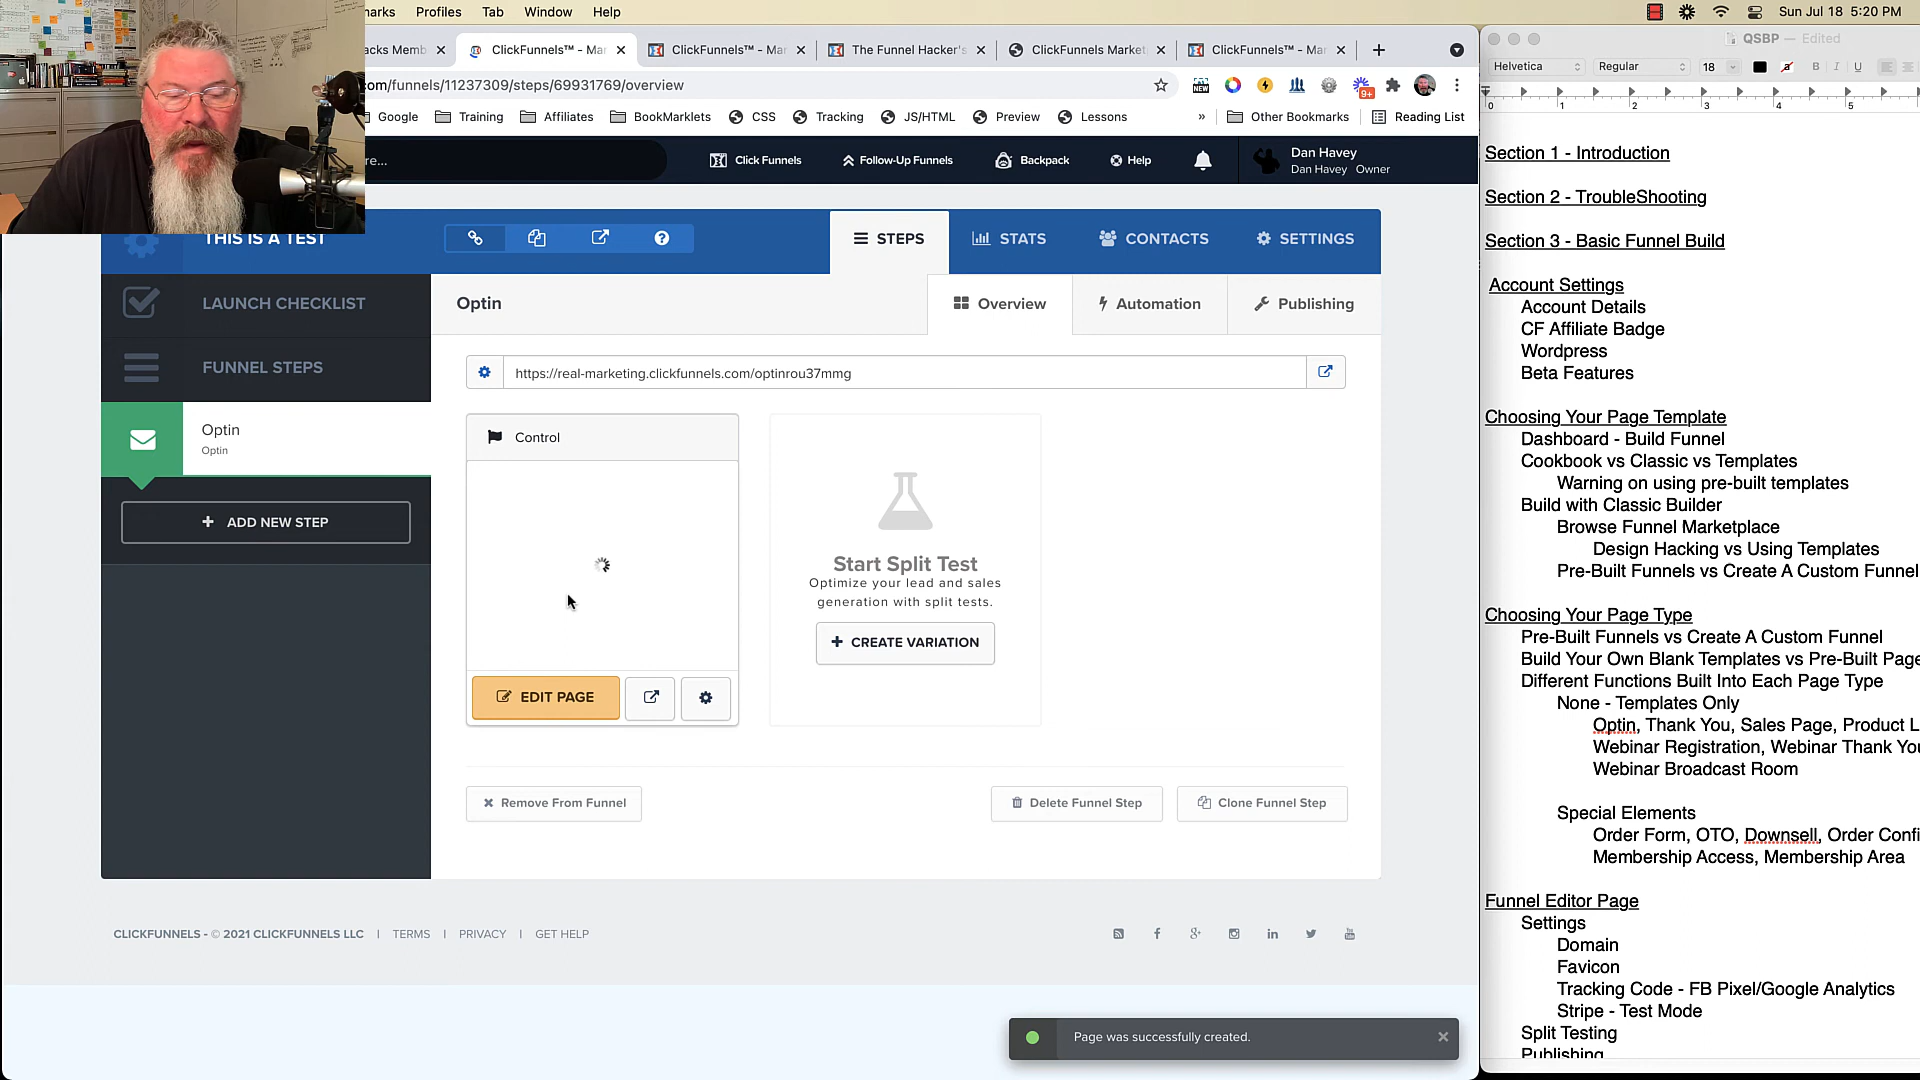 Profiles Tab Window Help
Sun Jul 18 5:20 PM
acks Memb
ClickFunnels™ - Mar
ClickFunnels™ - Mar
The Funnel Hacker's
ClickFunnels Market
ClickFunnels™ - Mar
com/funnels/11237309/steps/69931769/overview
NEW
9+
Google Training Affiliates BookMarklets CSS Tracking JS/HTML Preview Lessons » Other Bookmarks Reading List
re...
Click Funnels Follow-Up Funnels Backpack Help
Dan Havey
Dan Havey Owner
THIS IS A TEST
STEPS STATS CONTACTS SETTINGS
LAUNCH CHECKLIST
FUNNEL STEPS
Optin
Optin
+ ADD NEW STEP
Optin
Overview Automation Publishing
https://real-marketing.clickfunnels.com/optinrou37mmg
Control
EDIT PAGE
Start Split Test
Optimize your lead and sales
generation with split tests.
+ CREATE VARIATION
Remove From Funnel Delete Funnel Step Clone Funnel Step
CLICKFUNNELS - © 2021 CLICKFUNNELS LLC | TERMS | PRIVACY | GET HELP
Page was successfully created.
QSBP — Edited
Helvetica Regular 18 a B I U
0 1 2 3 4 5
Section 1 - Introduction
Section 2 - TroubleShooting
Section 3 - Basic Funnel Build
Account Settings
Account Details
CF Affiliate Badge
Wordpress
Beta Features
Choosing Your Page Template
Dashboard - Build Funnel
Cookbook vs Classic vs Templates
Warning on using pre-built templates
Build with Classic Builder
Browse Funnel Marketplace
Design Hacking vs Using Templates
Pre-Built Funnels vs Create A Custom Funnel
Choosing Your Page Type
Pre-Built Funnels vs Create A Custom Funnel
Build Your Own Blank Templates vs Pre-Built Page
Different Functions Built Into Each Page Type
None - Templates Only
Optin, Thank You, Sales Page, Product L
Webinar Registration, Webinar Thank You
Webinar Broadcast Room
Special Elements
Order Form, OTO, Downsell, Order Confi
Membership Access, Membership Area
Funnel Editor Page
Settings
Domain
Favicon
Tracking Code - FB Pixel/Google Analytics
Stripe - Test Mode
Split Testing
Publishing